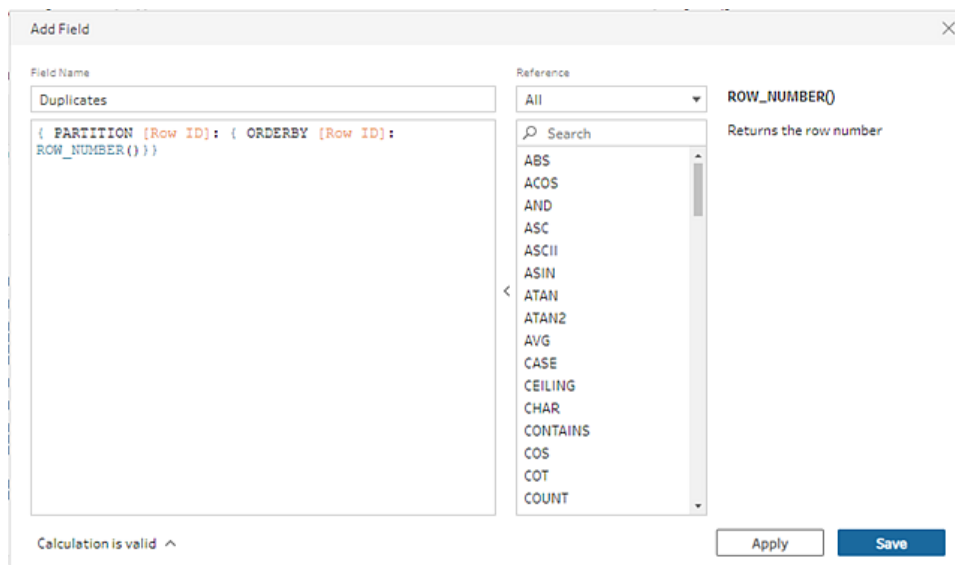 Add Field
Field Name
Duplicates
{ PARTITION [Row ID]: { ORDERBY [Row ID]:
ROW_NUMBER()}}
Reference
All
Search
ABS
ACOS
AND
ASC
ASCII
ASIN
ATAN
ATAN2
AVG
CASE
CEILING
CHAR
CONTAINS
COS
COT
COUNT
ROW_NUMBER()
Returns the row number
Calculation is valid
Apply
Save